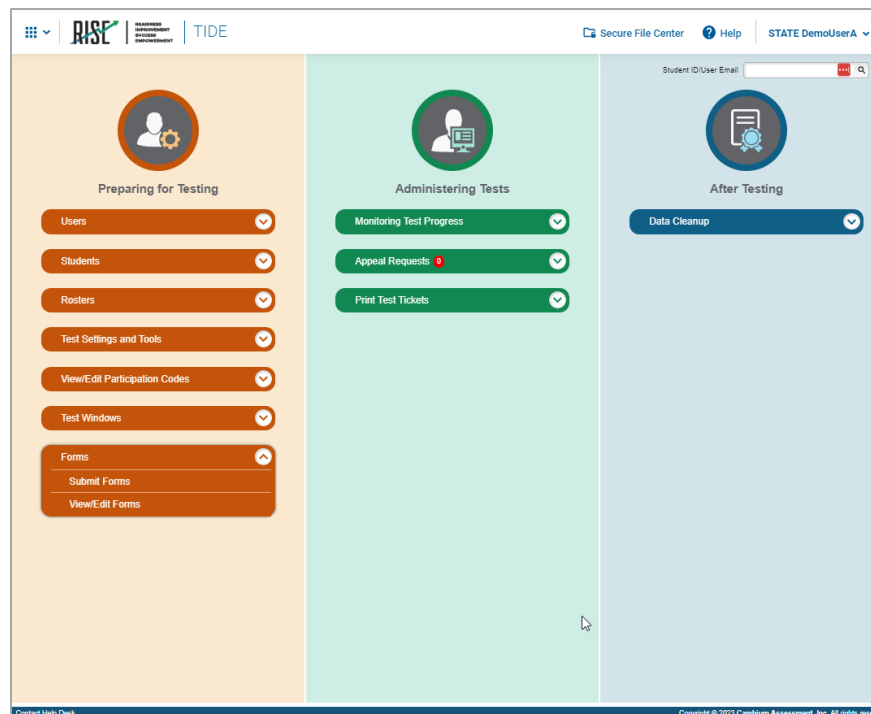 RISE
READINESS
IMPROVEMENT
SUCCESS
EMPOWERMENT
TIDE
Secure File Center
? Help
STATE DemoUserA
Student ID/User Email
Preparing for Testing
Users
Students
Rosters
Test Settings and Tools
View/Edit Participation Codes
Test Windows
Forms
Submit Forms
View/Edit Forms
Administering Tests
Monitoring Test Progress
Appeal Requests 0
Print Test Tickets
After Testing
Data Cleanup
Contact Help Desk
Copyright © 2023 Cambium Assessment, Inc. All rights rese